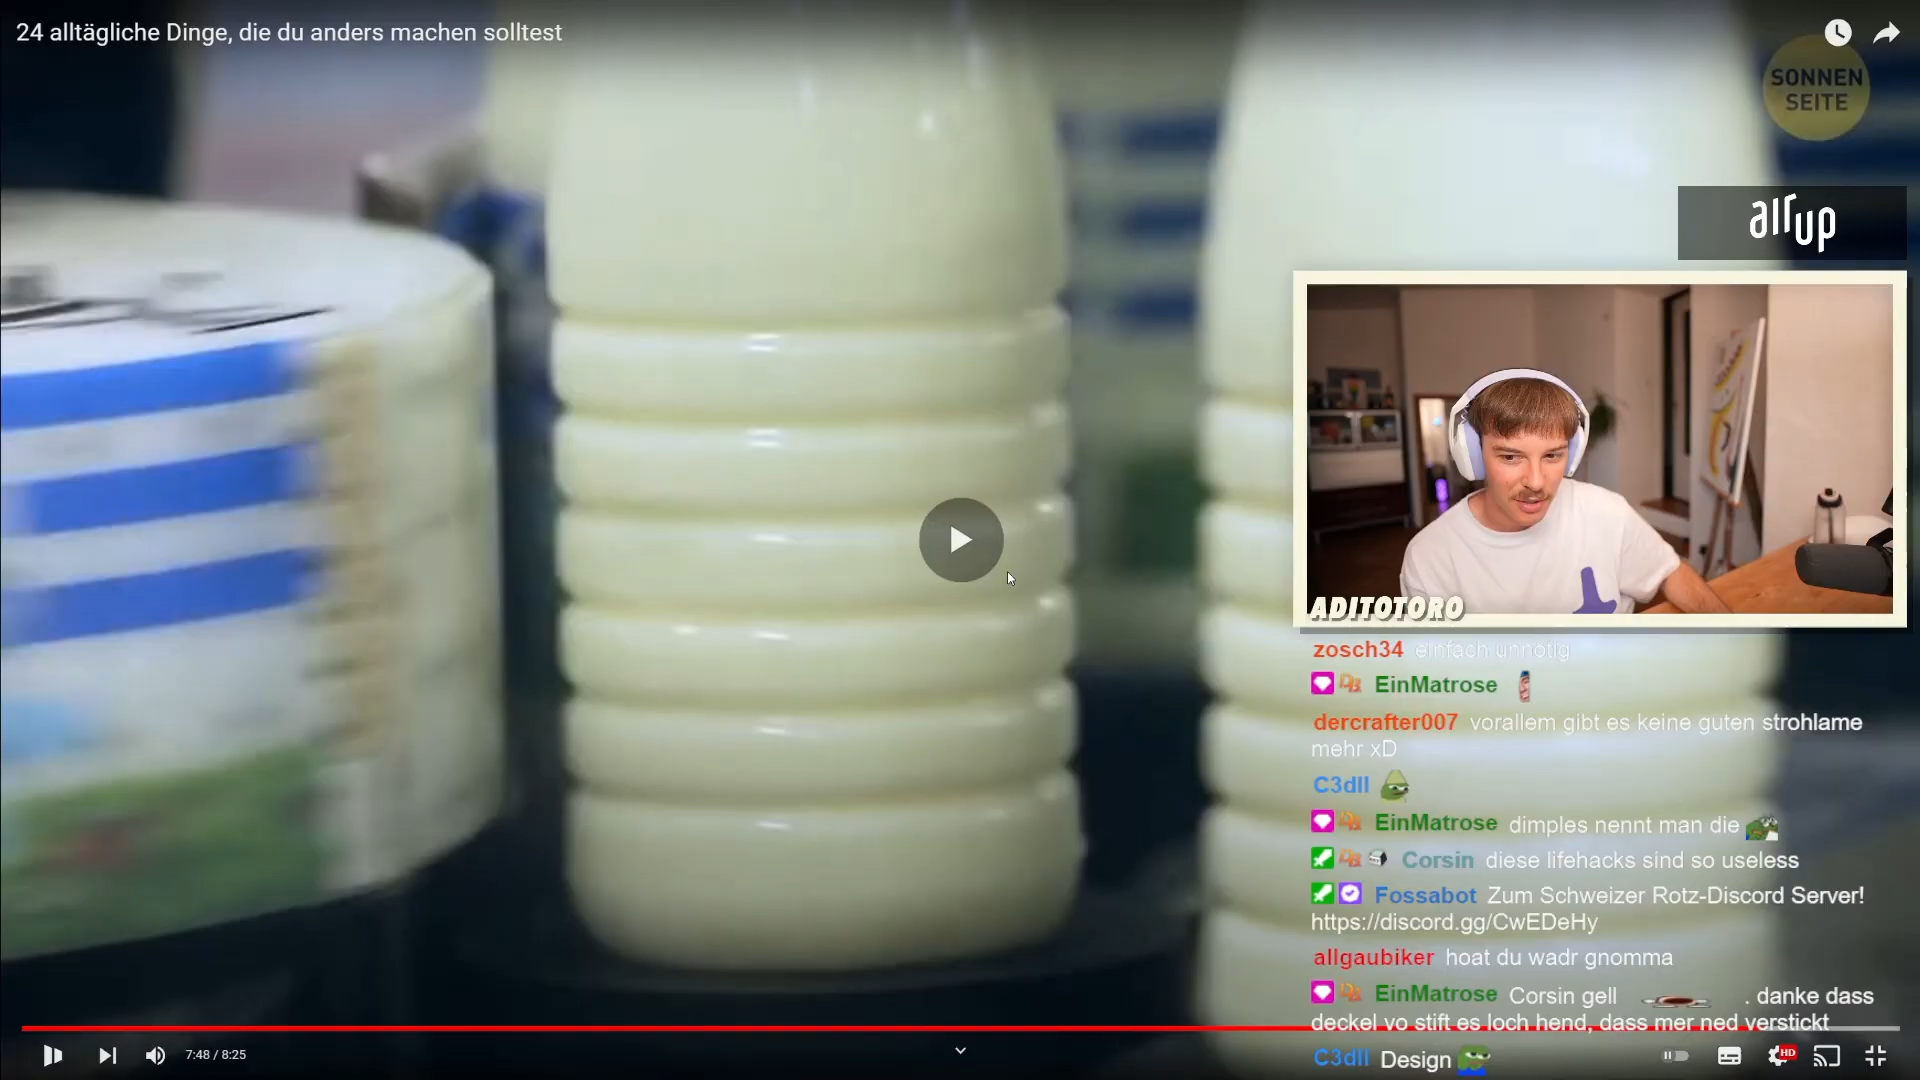 24 alltägliche Dinge, die du anders machen solltest
SONNEN
SEITE
airup
ADITOTORO
zosch34 einfach unnötig
EinMatrose
dercrafter007 vorallem gibt es keine guten strohlame
mehr xD
C3dll
EinMatrose dimples nennt man die
Corsin diese lifehacks sind so useless
Fossabot Zum Schweizer Rotz-Discord Server!
https://discord.gg/CwEDeHy
allgaubiker hoat du wadr gnomma
EinMatrose Corsin gell . danke dass
deckel vo stift es loch hend, dass mer ned verstickt
C3dll Design
7:48 / 8:25
HD